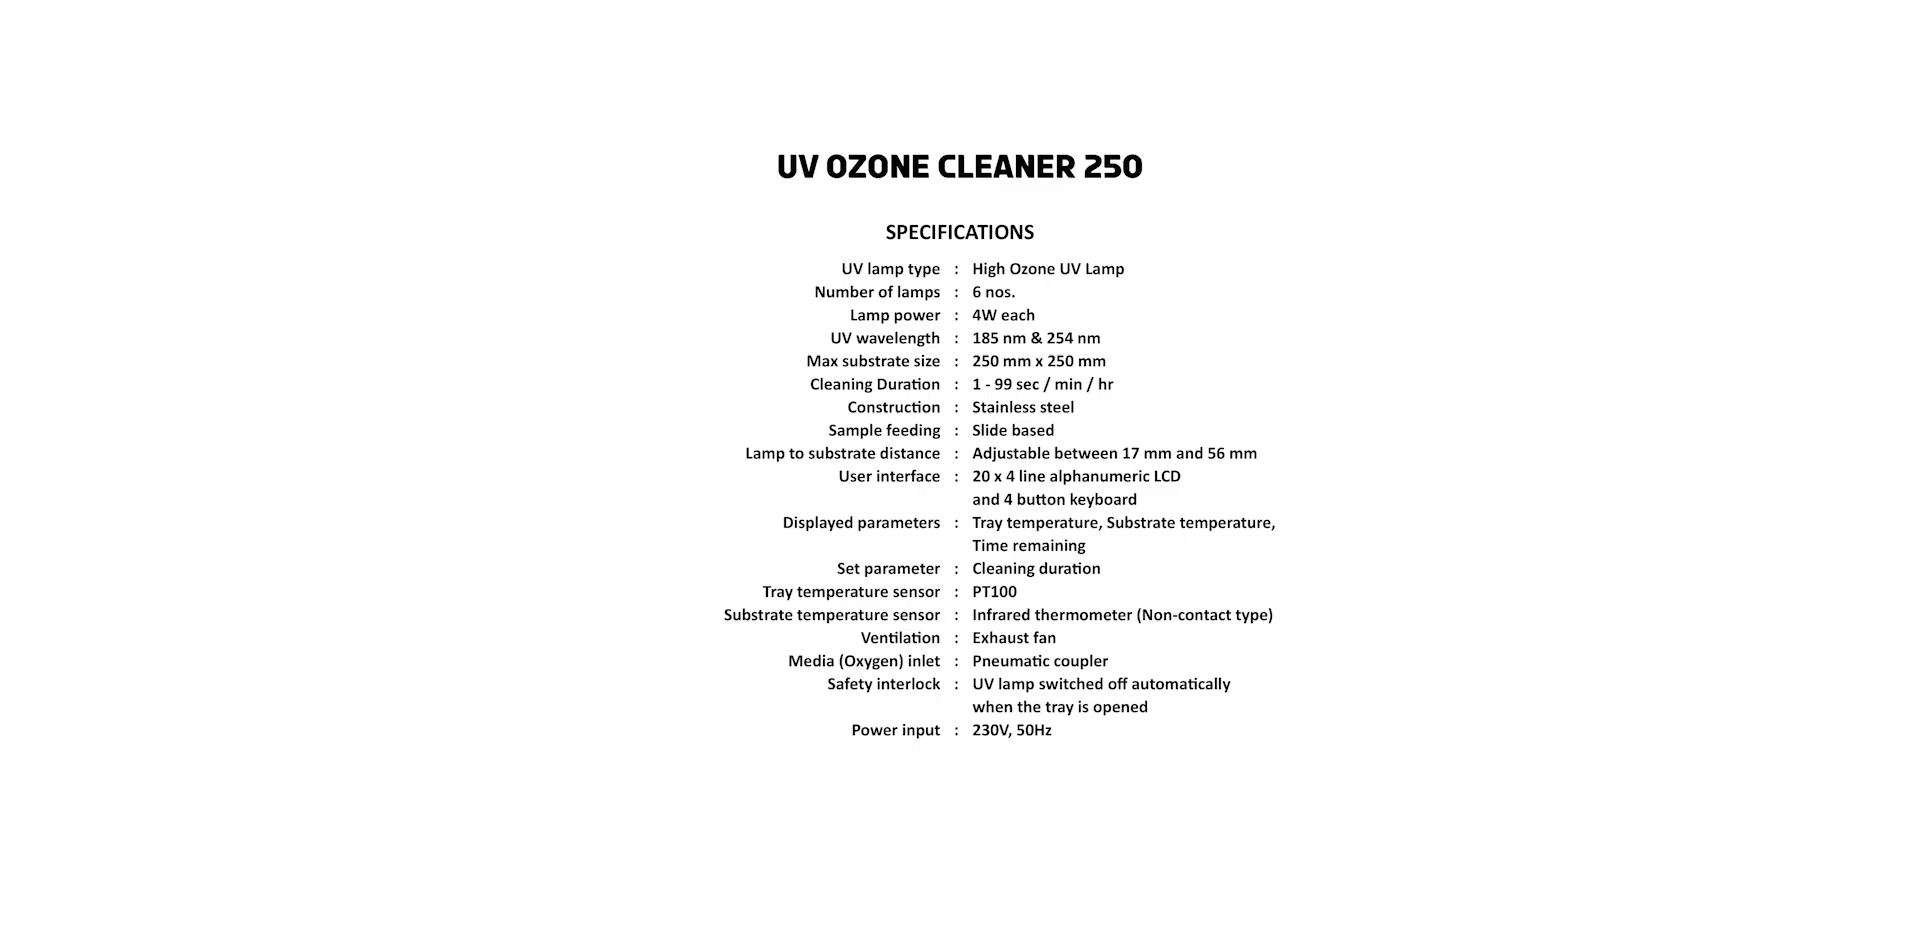 UV OZONE CLEANER 250
SPECIFICATIONS
UV lamp type : High Ozone UV Lamp
Number of lamps : 6 nos.
Lamp power : 4W each
UV wavelength : 185 nm & 254 nm
Max substrate size : 250 mm x 250 mm
Cleaning Duration : 1 - 99 sec / min / hr
Construction : Stainless steel
Sample feeding : Slide based
Lamp to substrate distance : Adjustable between 17 mm and 56 mm
User interface : 20 x 4 line alphanumeric LCD
and 4 button keyboard
Displayed parameters : Tray temperature, Substrate temperature,
Time remaining
Set parameter : Cleaning duration
Tray temperature sensor : PT100
Substrate temperature sensor : Infrared thermometer (Non-contact type)
Ventilation : Exhaust fan
Media (Oxygen) inlet : Pneumatic coupler
Safety interlock : UV lamp switched off automatically
when the tray is opened
Power input : 230V, 50Hz